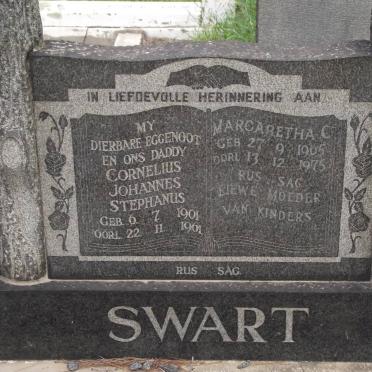 IN LIEFDEVOLLE HERINNERING AAN
MY
DIERBARE EGGENOOT
EN ONS DADDY
CORNELIUS
JOHANNES
STEPHANUS
GEB. 6. 7. 1901
OORL. 22. 11. 1961
MARGARETHA C.
GEB 27. 9. 1905
OORL 13. 12. 1975
RUS SAG
LIEWE MOEDER
VAN KINDERS
RUS SAG.
SWART